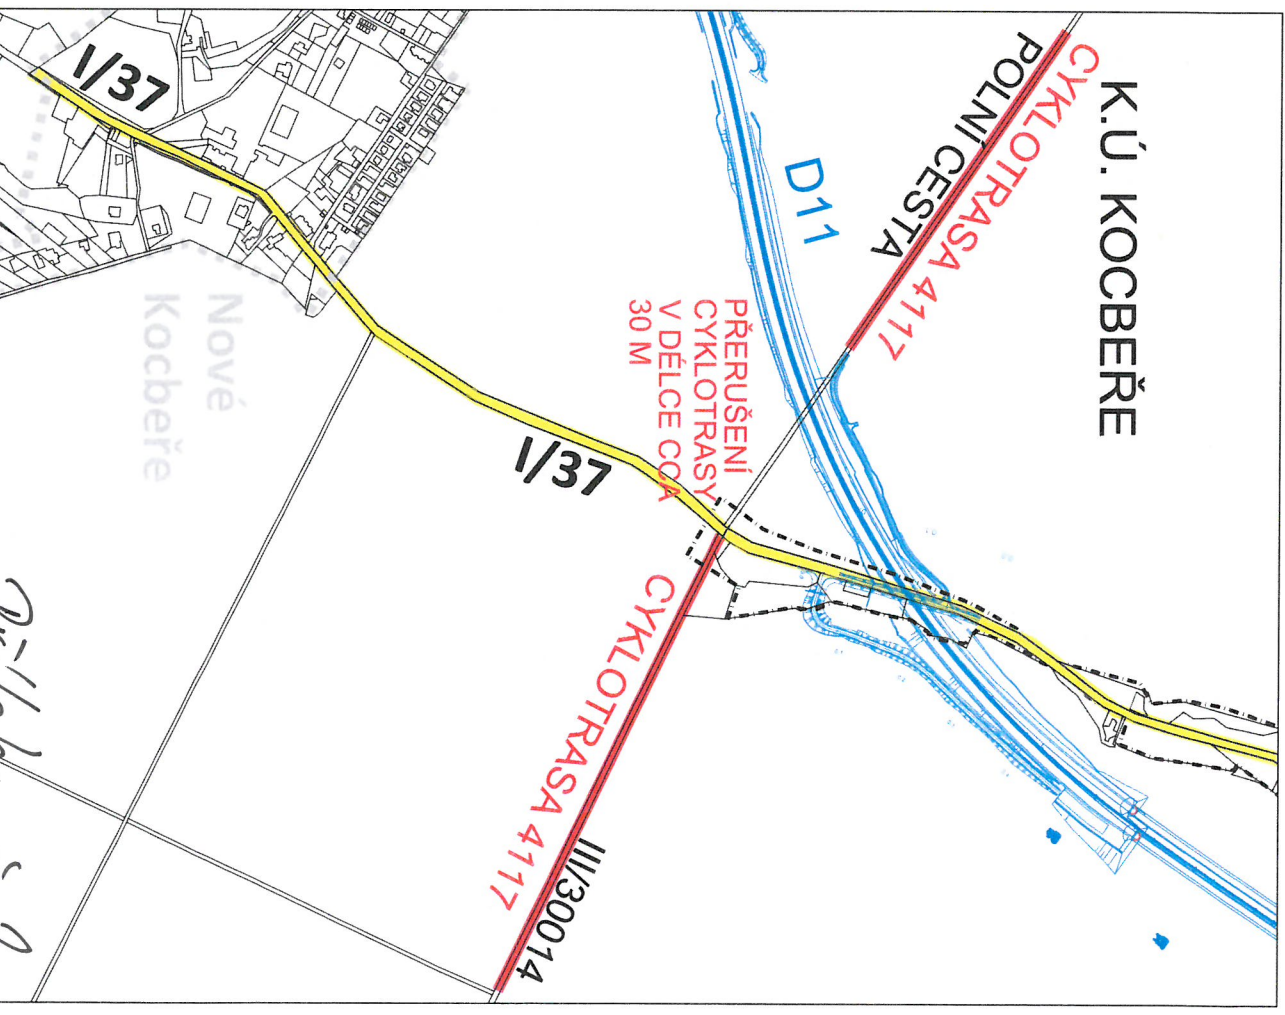 K.Ú. KOCBEŘE
CYKLOTRASA 4117
POLNÍ CESTA
D11
I/37
PŘERUŠENÍ
CYKLOTRASY
V DÉLCE CCA
30 M
I/37
Nové
Kocbeře
CYKLOTRASA 4117
III/30014